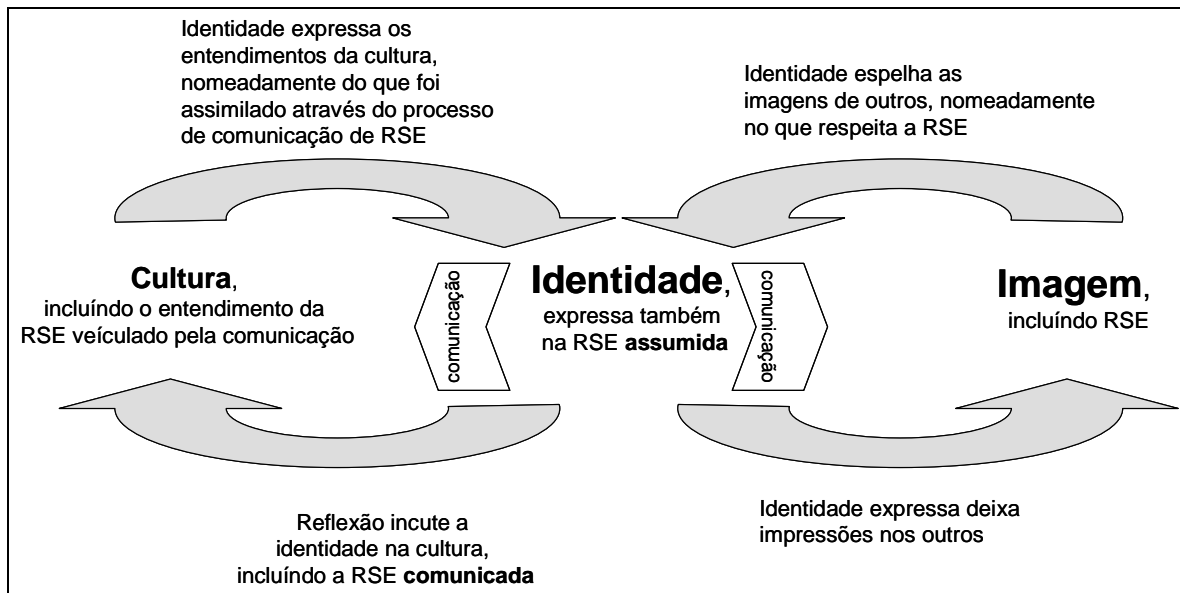 Identidade expressa os
entendimentos da cultura,
nomeadamente do que foi
assimilado através do processo
de comunicação de RSE
Identidade espelha as
imagens de outros, nomeadamente
no que respeita a RSE
Cultura,
incluíndo o entendimento da
RSE veículado pela comunicação
comunicação
Identidade,
expressa também
na RSE assumida
comunicação
Imagem,
incluíndo RSE
Reflexão incute a
identidade na cultura,
incluíndo a RSE comunicada
Identidade expressa deixa
impressões nos outros